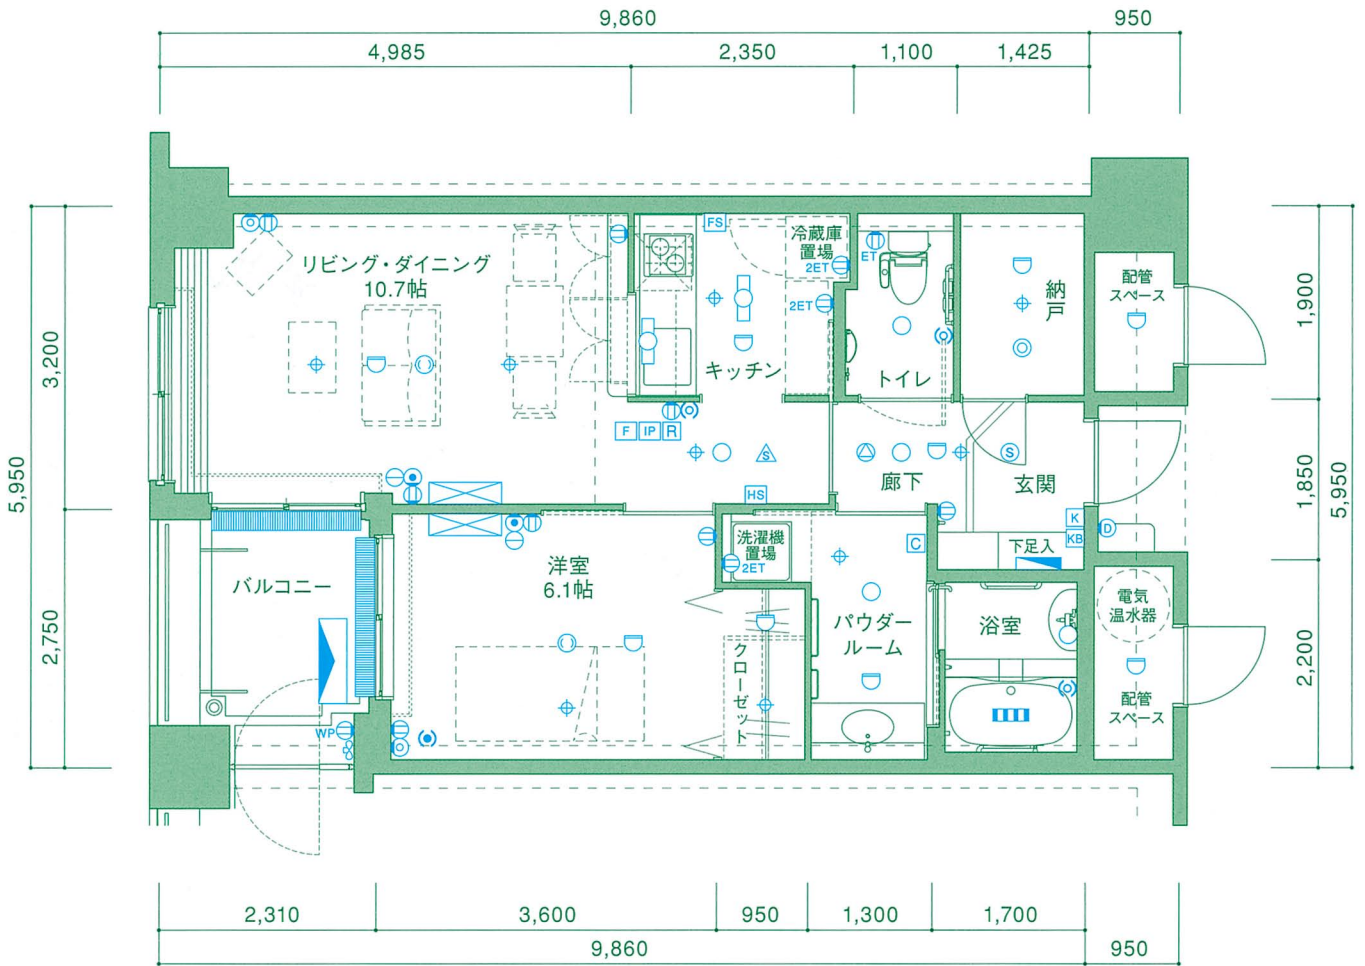 9,860
950
4,985
2,350
1,100
1,425
FS
冷蔵庫
置場
2ET
ET
リビング・ダイニング
10.7帖
配管
スペース
納戸
1,900
3,200
2ET
キッチン
トイレ
F
IP
R
S
S
廊下
玄関
1,850
5,950
5,950
HS
K
KB
D
洗濯機
置場
2ET
C
下足入
洋室
6.1帖
バルコニー
電気
温水器
パウダー
ルーム
浴室
2,750
クローゼット
2,200
配管
スペース
WP
2,310
3,600
950
1,300
1,700
9,860
950